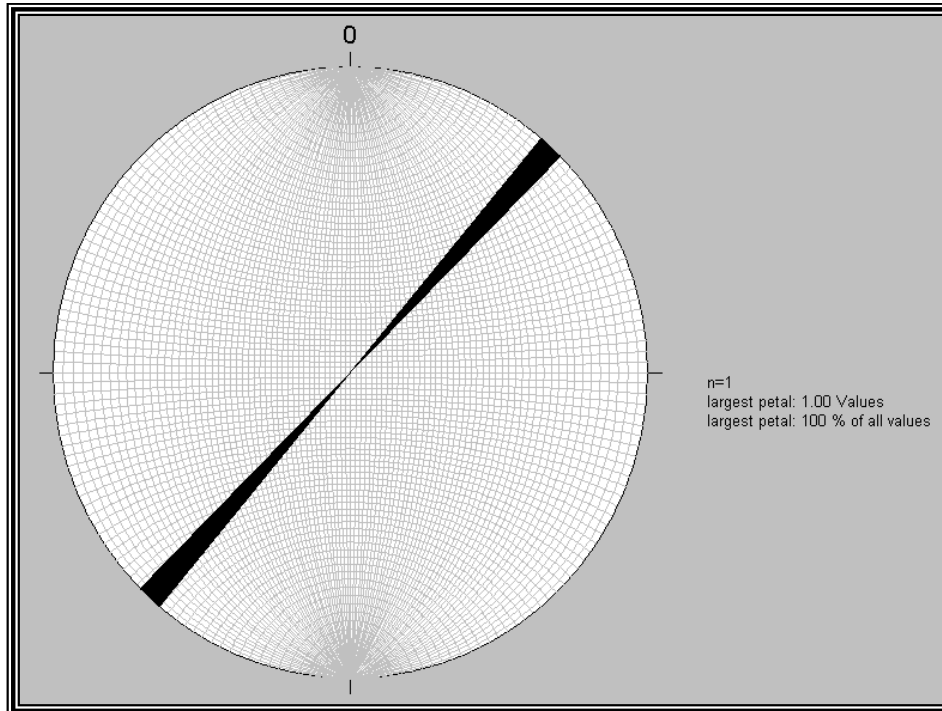 0
n=1
largest petal: 1.00 Values
largest petal: 100 % of all values